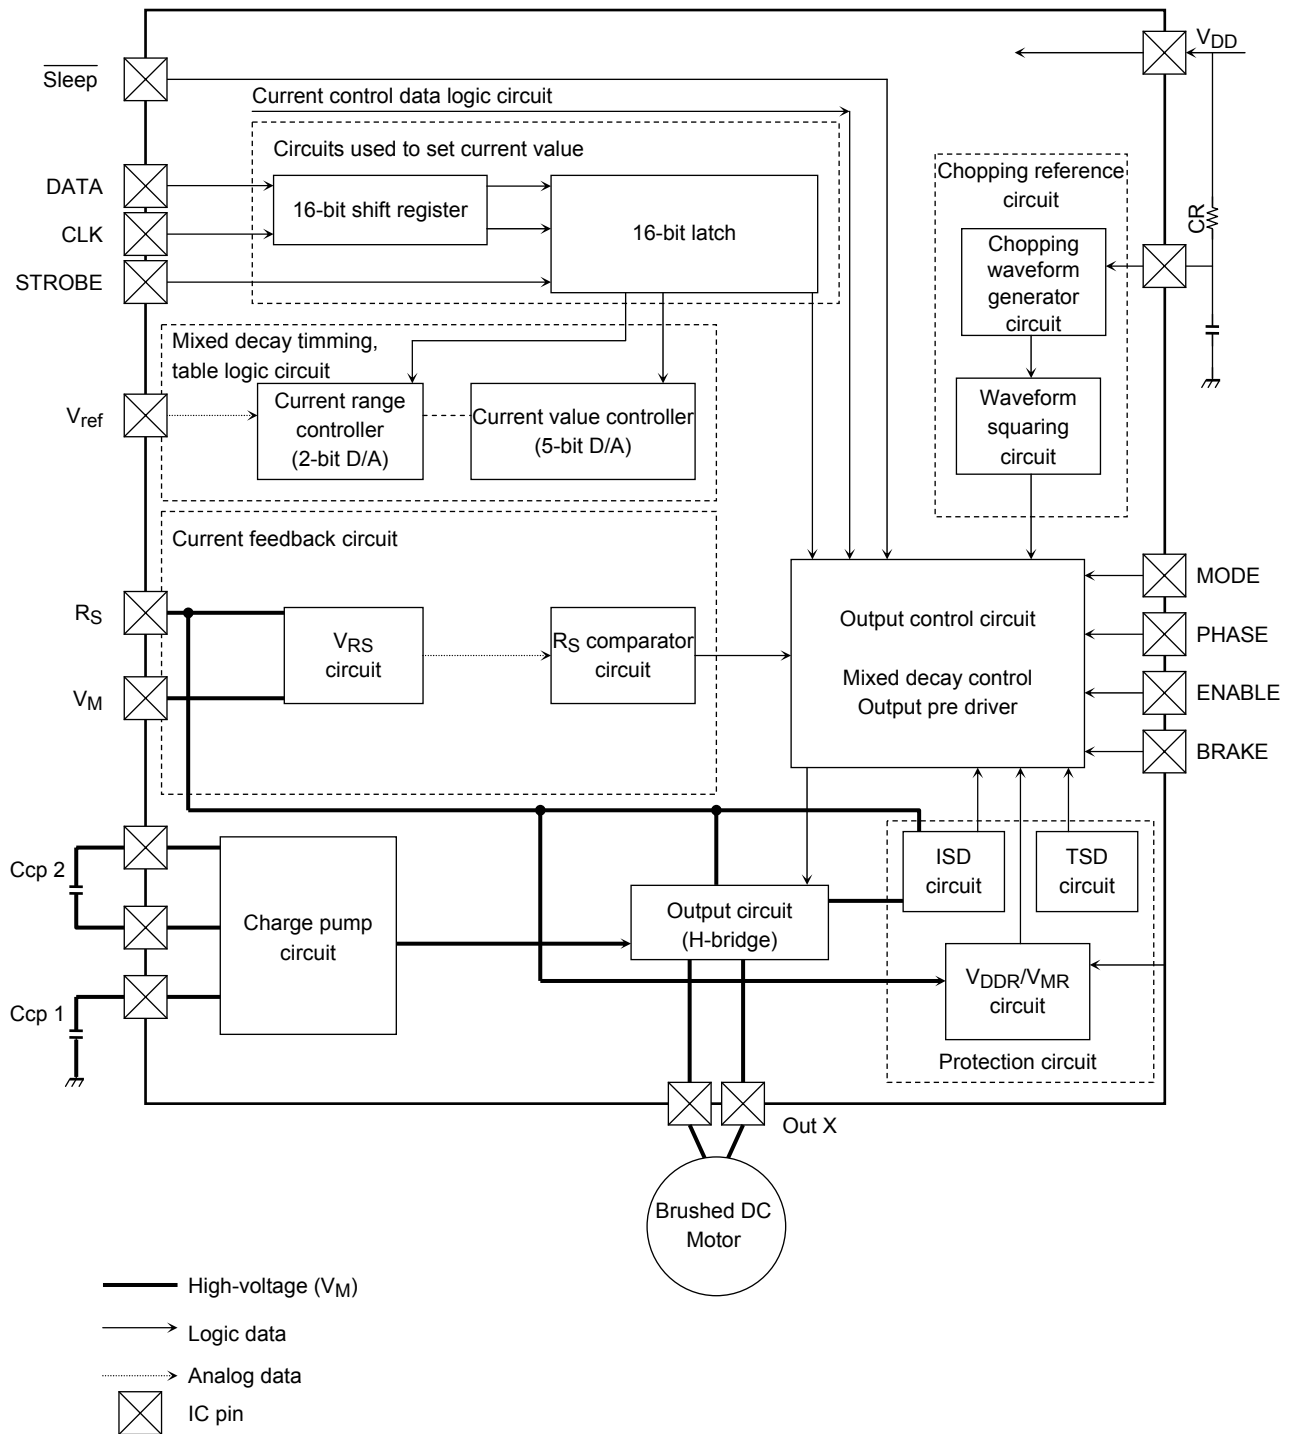 VDD
Sleep
Current control data logic circuit
Circuits used to set current value
Chopping reference
circuit
DATA
16-bit shift register
CR
CLK
16-bit latch
Chopping
waveform
generator
circuit
STROBE
Mixed decay timming,
table logic circuit
Vref
Current range
controller
(2-bit D/A)
Current value controller
(5-bit D/A)
Waveform
squaring
circuit
Current feedback circuit
MODE
RS
VRS
circuit
RS comparator
circuit
Output control circuit
Mixed decay control
Output pre driver
PHASE
VM
ENABLE
BRAKE
Ccp 2
ISD
circuit
TSD
circuit
Charge pump
circuit
Output circuit
(H-bridge)
VDDR/VMR
circuit
Ccp 1
Protection circuit
Out X
Brushed DC
Motor
High-voltage (VM)
Logic data
Analog data
IC pin